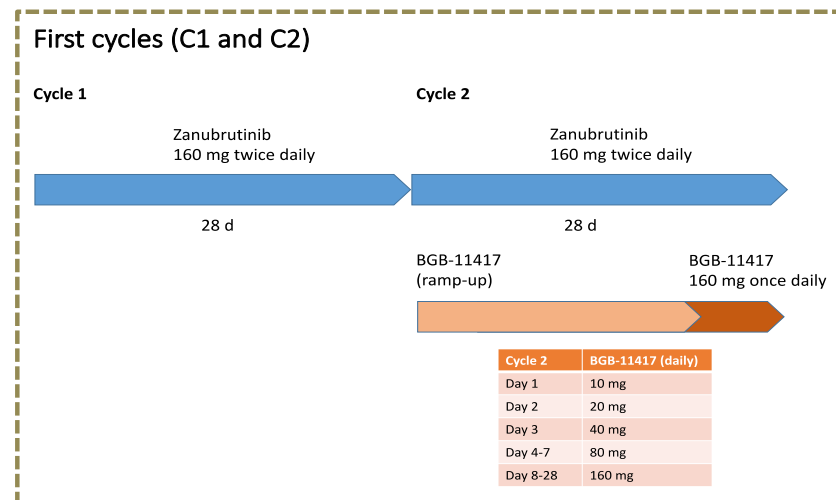 First cycles (C1 and C2)
Cycle 1
Cycle 2
Zanubrutinib
160 mg twice daily
Zanubrutinib
160 mg twice daily
28 d
28 d
BGB-11417
(ramp-up)
BGB-11417
160 mg once daily
Cycle 2 BGB-11417 (daily)
Day 1 10 mg
Day 2 20 mg
Day 3 40 mg
Day 4-7 80 mg
Day 8-28 160 mg